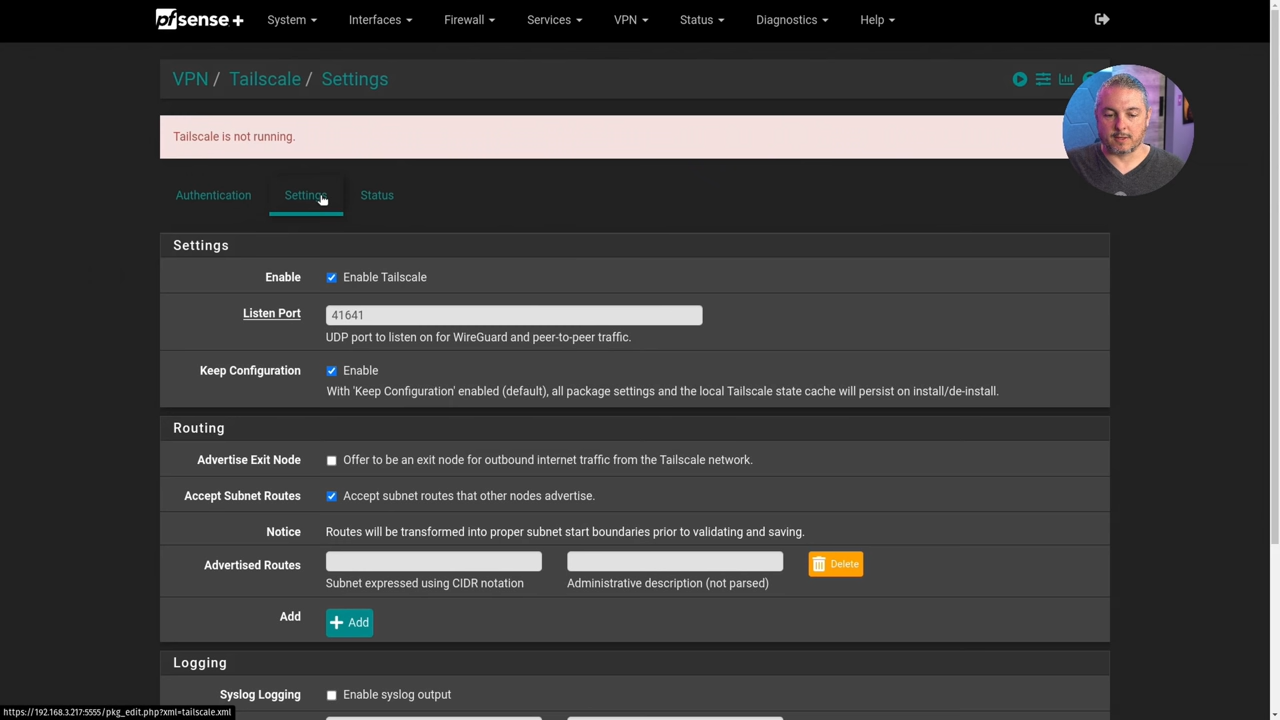 pfsense+ System Interfaces Firewall Services VPN Status Diagnostics Help
VPN / Tailscale / Settings
Tailscale is not running.
Authentication Settings Status
Settings
Enable Enable Tailscale
Listen Port 41641
UDP port to listen on for WireGuard and peer-to-peer traffic.
Keep Configuration Enable
With 'Keep Configuration' enabled (default), all package settings and the local Tailscale state cache will persist on install/de-install.
Routing
Advertise Exit Node Offer to be an exit node for outbound internet traffic from the Tailscale network.
Accept Subnet Routes Accept subnet routes that other nodes advertise.
Notice Routes will be transformed into proper subnet start boundaries prior to validating and saving.
Advertised Routes Delete
Subnet expressed using CIDR notation Administrative description (not parsed)
Add Add
Logging
Syslog Logging Enable syslog output
https://192.168.3.217:5555/pkg_edit.php?xml=tailscale.xml